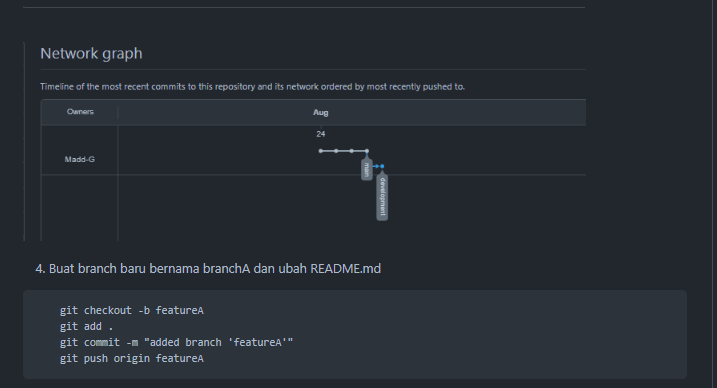 Network graph
Timeline of the most recent commits to this repository and its network ordered by most recently pushed to.
Owners
Aug
24
Madd-G
main
development
4. Buat branch baru bernama branchA dan ubah README.md
git checkout -b featureA
git add .
git commit -m "added branch 'featureA'"
git push origin featureA